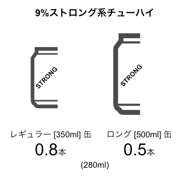 9%ストロング系チューハイ
STRONG
STRONG
レギュラー [350ml] 缶
ロング [500ml] 缶
0.8本
0.5本
(280ml)